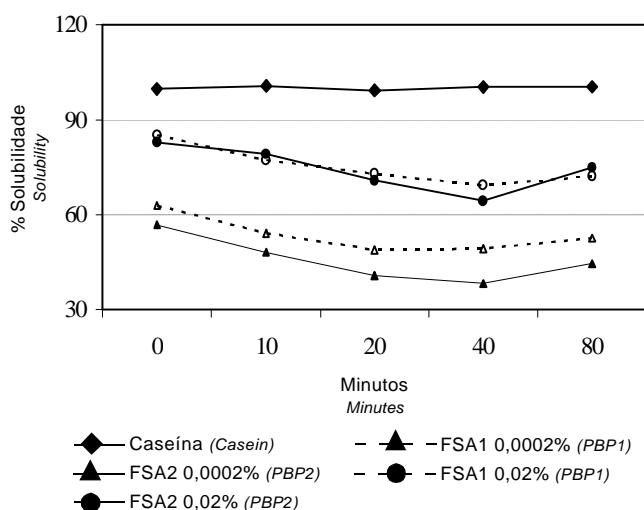 120
90
60
30
% Solubilidade
Solubility
0 10 20 40 80
Minutos
Minutes
Caseína (Casein)
FSA1 0,0002% (PBP1)
FSA2 0,0002% (PBP2)
FSA1 0,02% (PBP1)
FSA2 0,02% (PBP2)